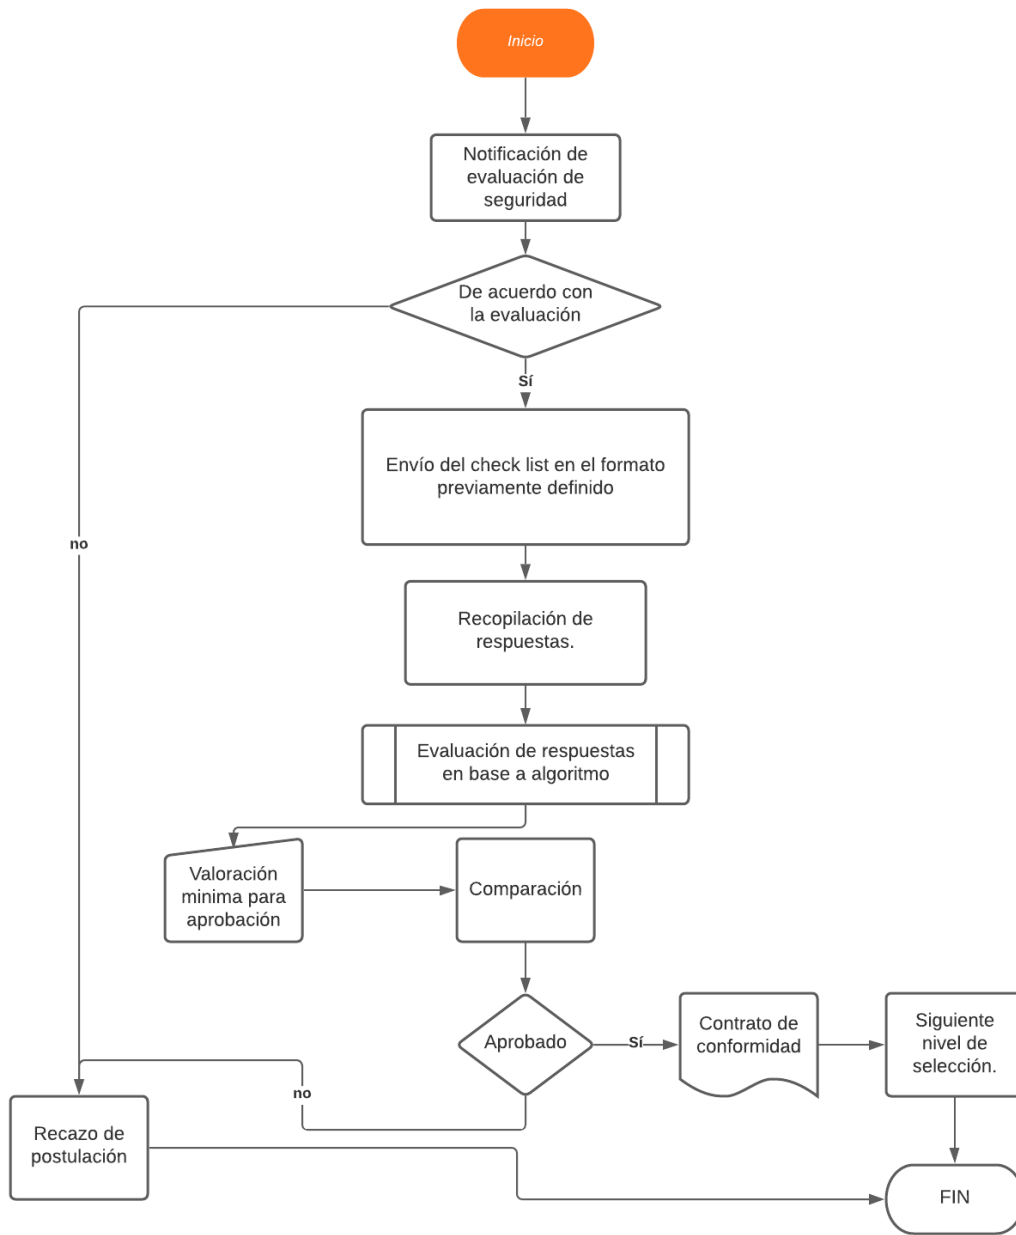 Inicio
Notificación de
evaluación de
seguridad
De acuerdo con
la evaluación
Sí
Envío del check list en el formato
previamente definido
no
Recopilación de
respuestas.
Evaluación de respuestas
en base a algoritmo
Valoración
minima para
aprobación
Comparación
Aprobado
Sí
Contrato de
conformidad
Siguiente
nivel de
selección.
no
Recazo de
postulación
FIN